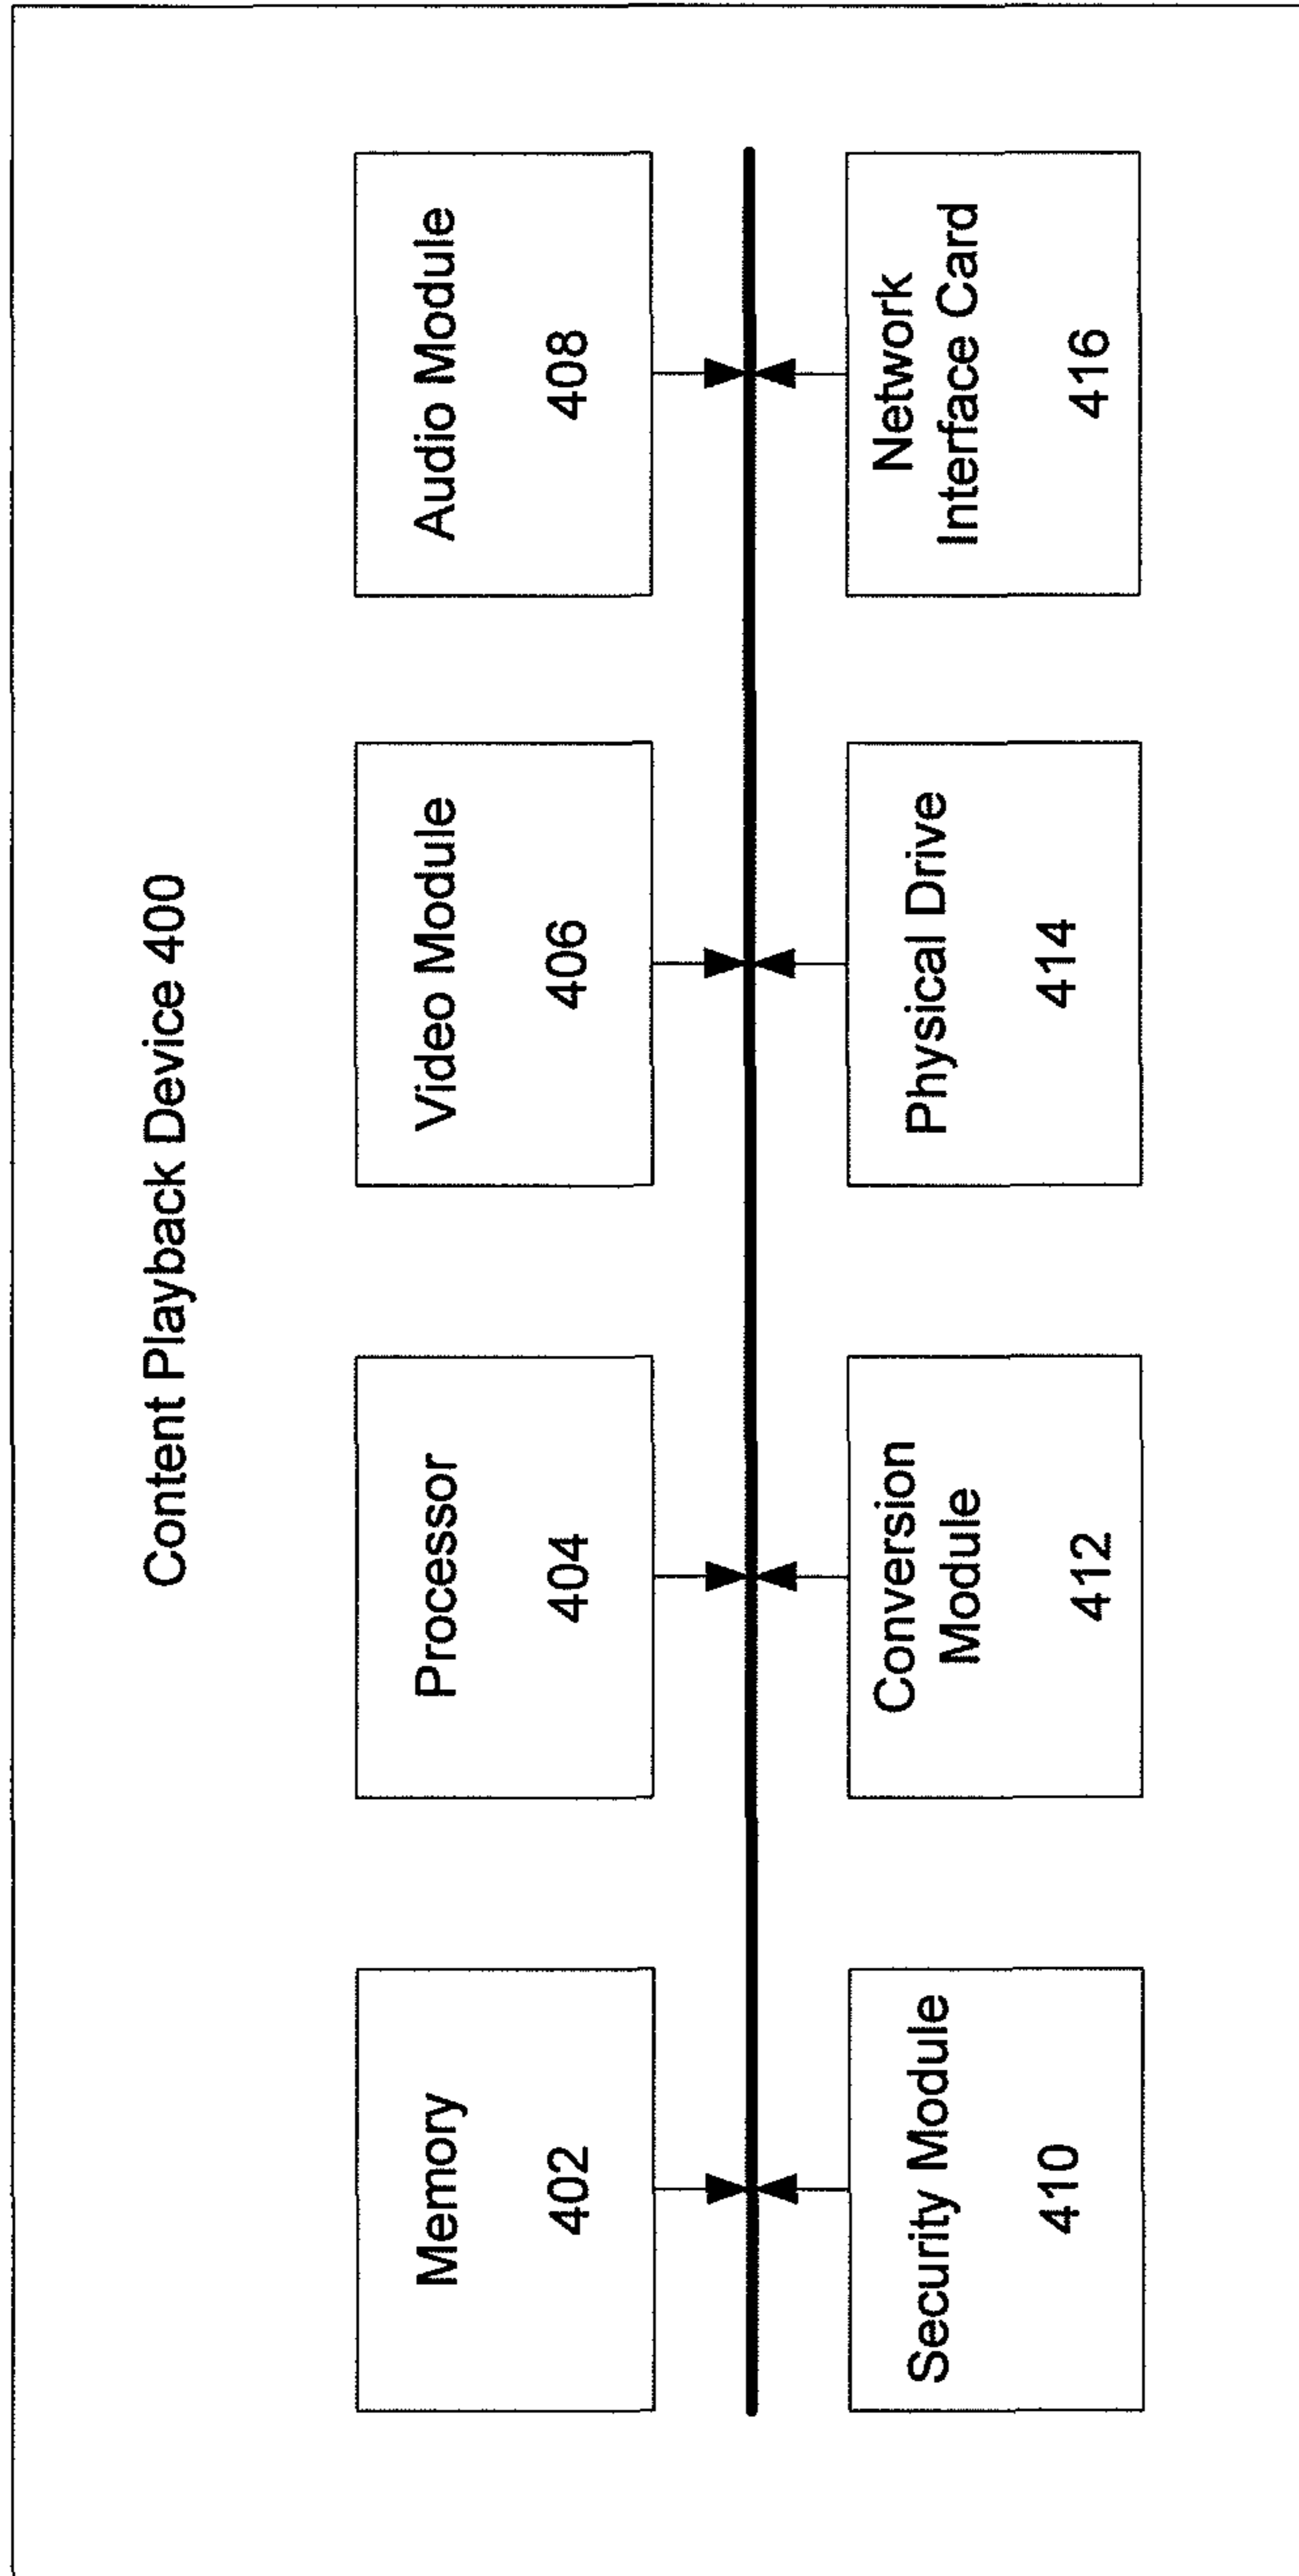 Content Playback Device 400
Memory
402
Processor
404
Video Module
406
Audio Module
408
Security Module
410
Conversion
Module
412
Physical Drive
414
Network
Interface Card
416